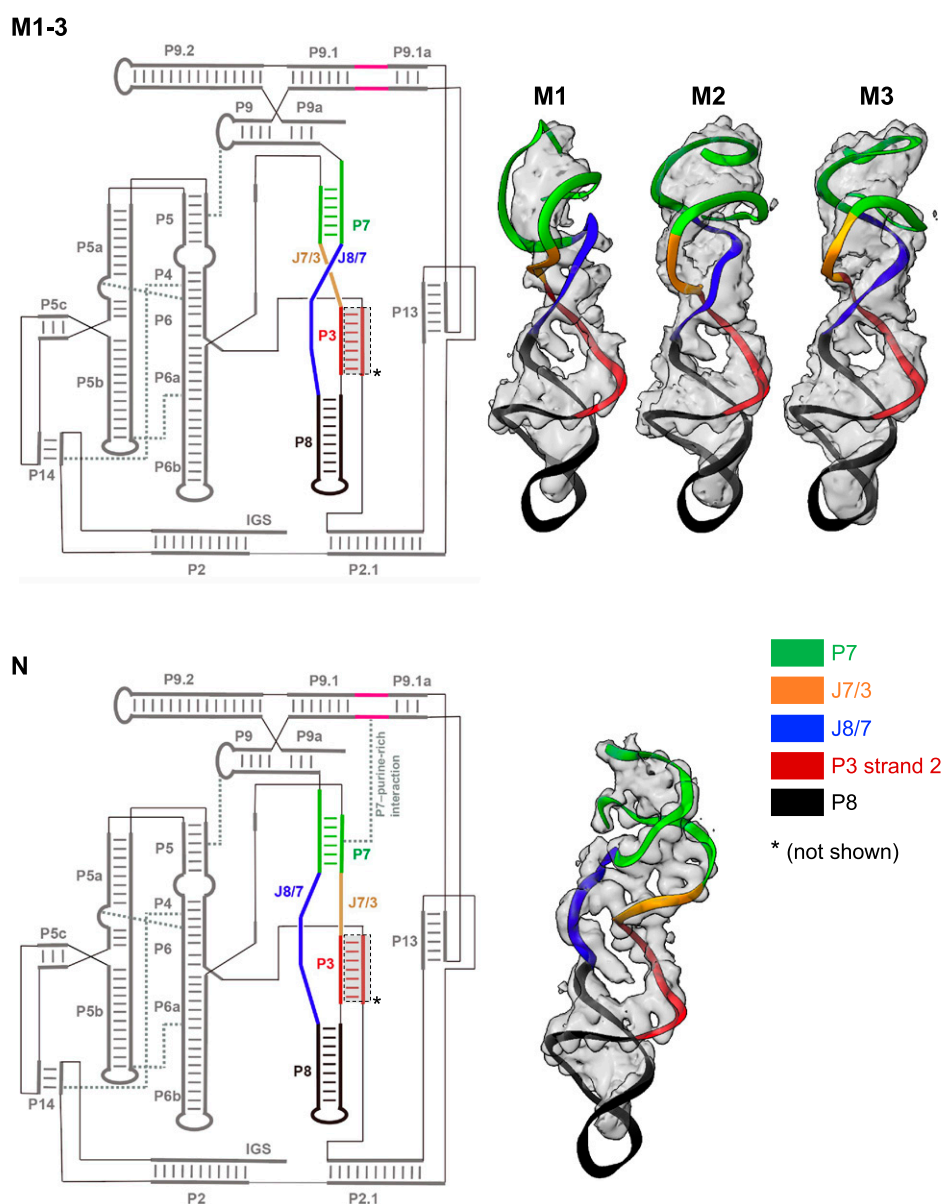 M1-3
P9.2
P9.1
P9.1a
P9
P9a
M1
M2
M3
P5
P7
P5a
J7/3
J8/7
P4
P13
P5c
P6
P3
*
P6a
P5b
P8
P14
P6b
IGS
P2
P2.1
N
P9.2
P9.1
P9.1a
P9
P9a
P7–purine-rich
interaction
P5
P7
P5a
J8/7
J7/3
P4
P13
P5c
P6
P3
*
P6a
P5b
P8
P14
P6b
IGS
P2
P2.1
P7
J7/3
J8/7
P3 strand 2
P8
* (not shown)